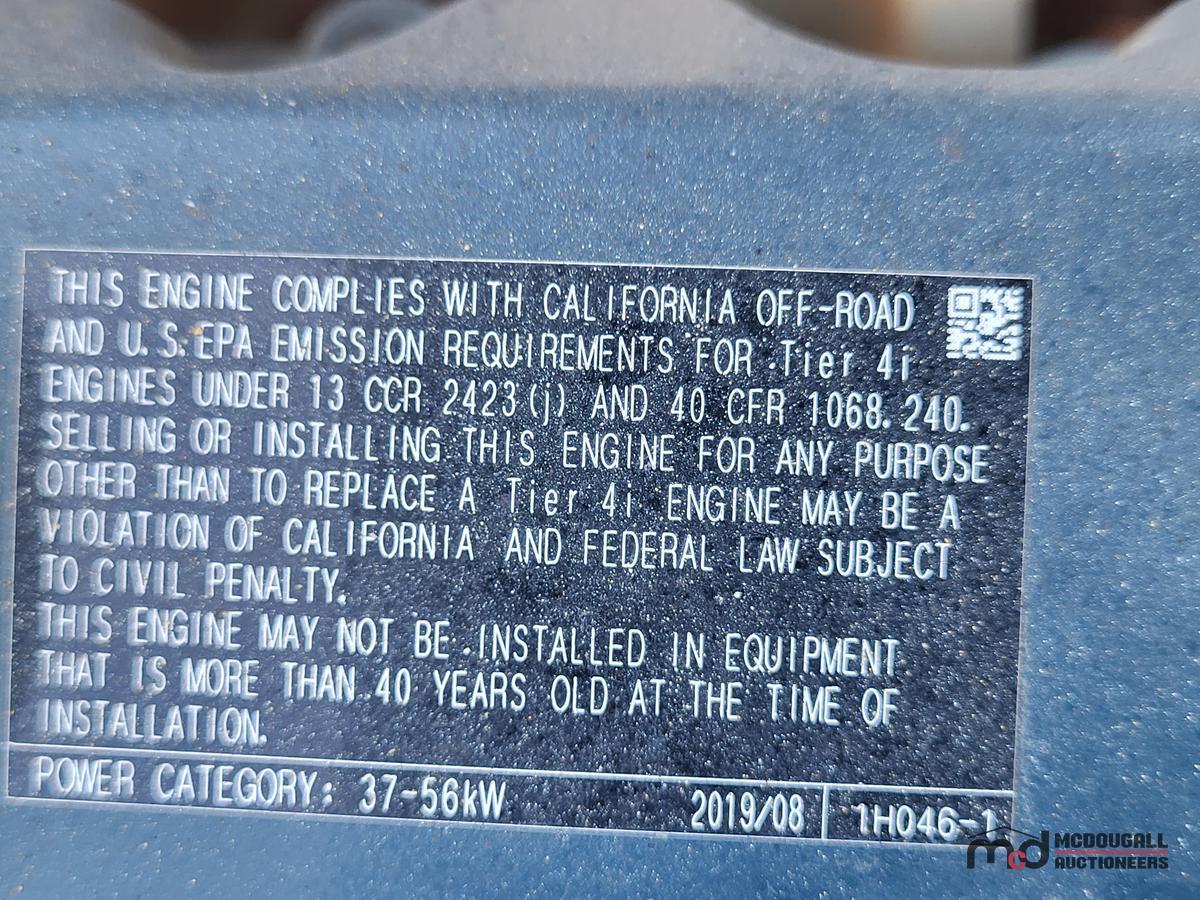 THIS ENGINE COMPLIES WITH CALIFORNIA OFF-ROAD
AND U.S.EPA EMISSION REQUIREMENTS FOR Tier 4i
ENGINES UNDER 13 CCR 2423(j) AND 40 CFR 1068.240.
SELLING OR INSTALLING THIS ENGINE FOR ANY PURPOSE
OTHER THAN TO REPLACE A Tier 4i ENGINE MAY BE A
VIOLATION OF CALIFORNIA AND FEDERAL LAW SUBJECT
TO CIVIL PENALTY.
THIS ENGINE MAY NOT BE INSTALLED IN EQUIPMENT
THAT IS MORE THAN 40 YEARS OLD AT THE TIME OF
INSTALLATION.
POWER CATEGORY: 37-56kW 2019/08 1H046-1
mcd MCDOUGALL
AUCTIONEERS